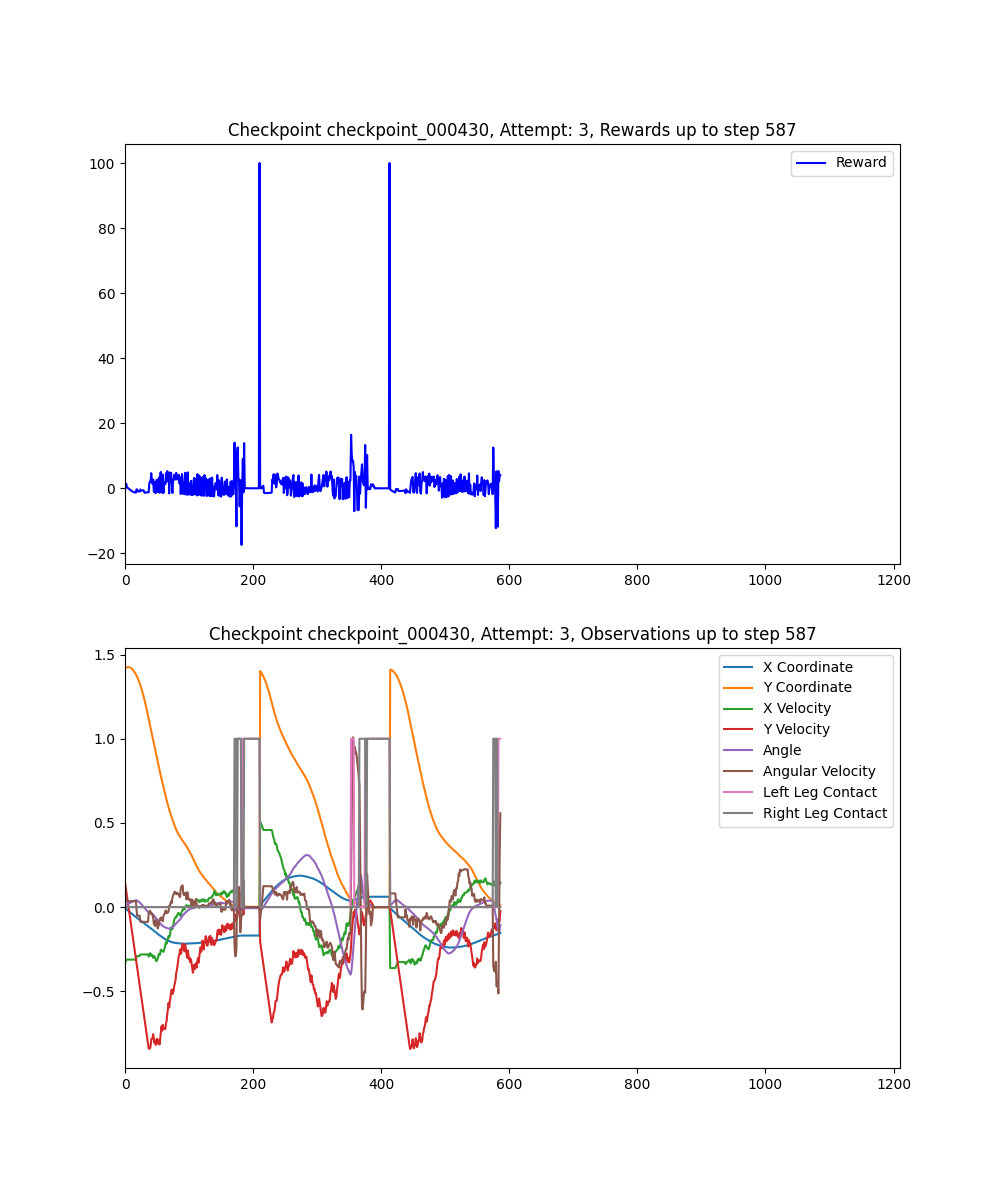 Checkpoint checkpoint_000430, Attempt: 3, Rewards up to step 587
Reward
100
80
60
40
20
0
−20
0 200 400 600 800 1000 1200
Checkpoint checkpoint_000430, Attempt: 3, Observations up to step 587
X Coordinate
Y Coordinate
X Velocity
Y Velocity
Angle
Angular Velocity
Left Leg Contact
Right Leg Contact
1.5
1.0
0.5
0.0
−0.5
0 200 400 600 800 1000 1200